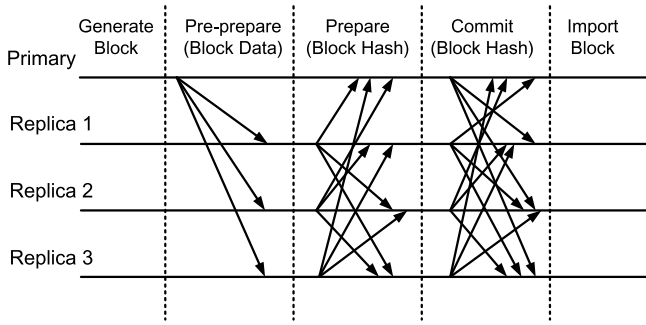 Generate
Block
Pre-prepare
(Block Data)
Prepare
(Block Hash)
Commit
(Block Hash)
Import
Block
Primary
Replica 1
Replica 2
Replica 3